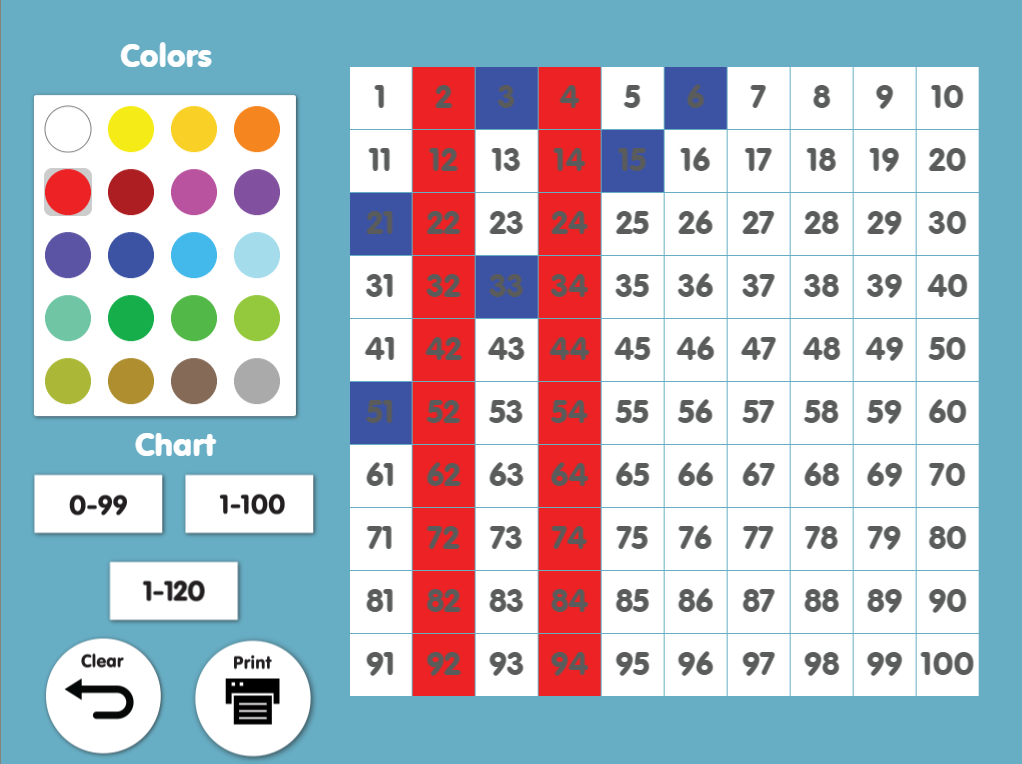 Colors
Chart
0-99 1-100
1-120
Clear Print
1 2 3 4 5 6 7 8 9 10
11 12 13 14 15 16 17 18 19 20
21 22 23 24 25 26 27 28 29 30
31 32 33 34 35 36 37 38 39 40
41 42 43 44 45 46 47 48 49 50
51 52 53 54 55 56 57 58 59 60
61 62 63 64 65 66 67 68 69 70
71 72 73 74 75 76 77 78 79 80
81 82 83 84 85 86 87 88 89 90
91 92 93 94 95 96 97 98 99 100